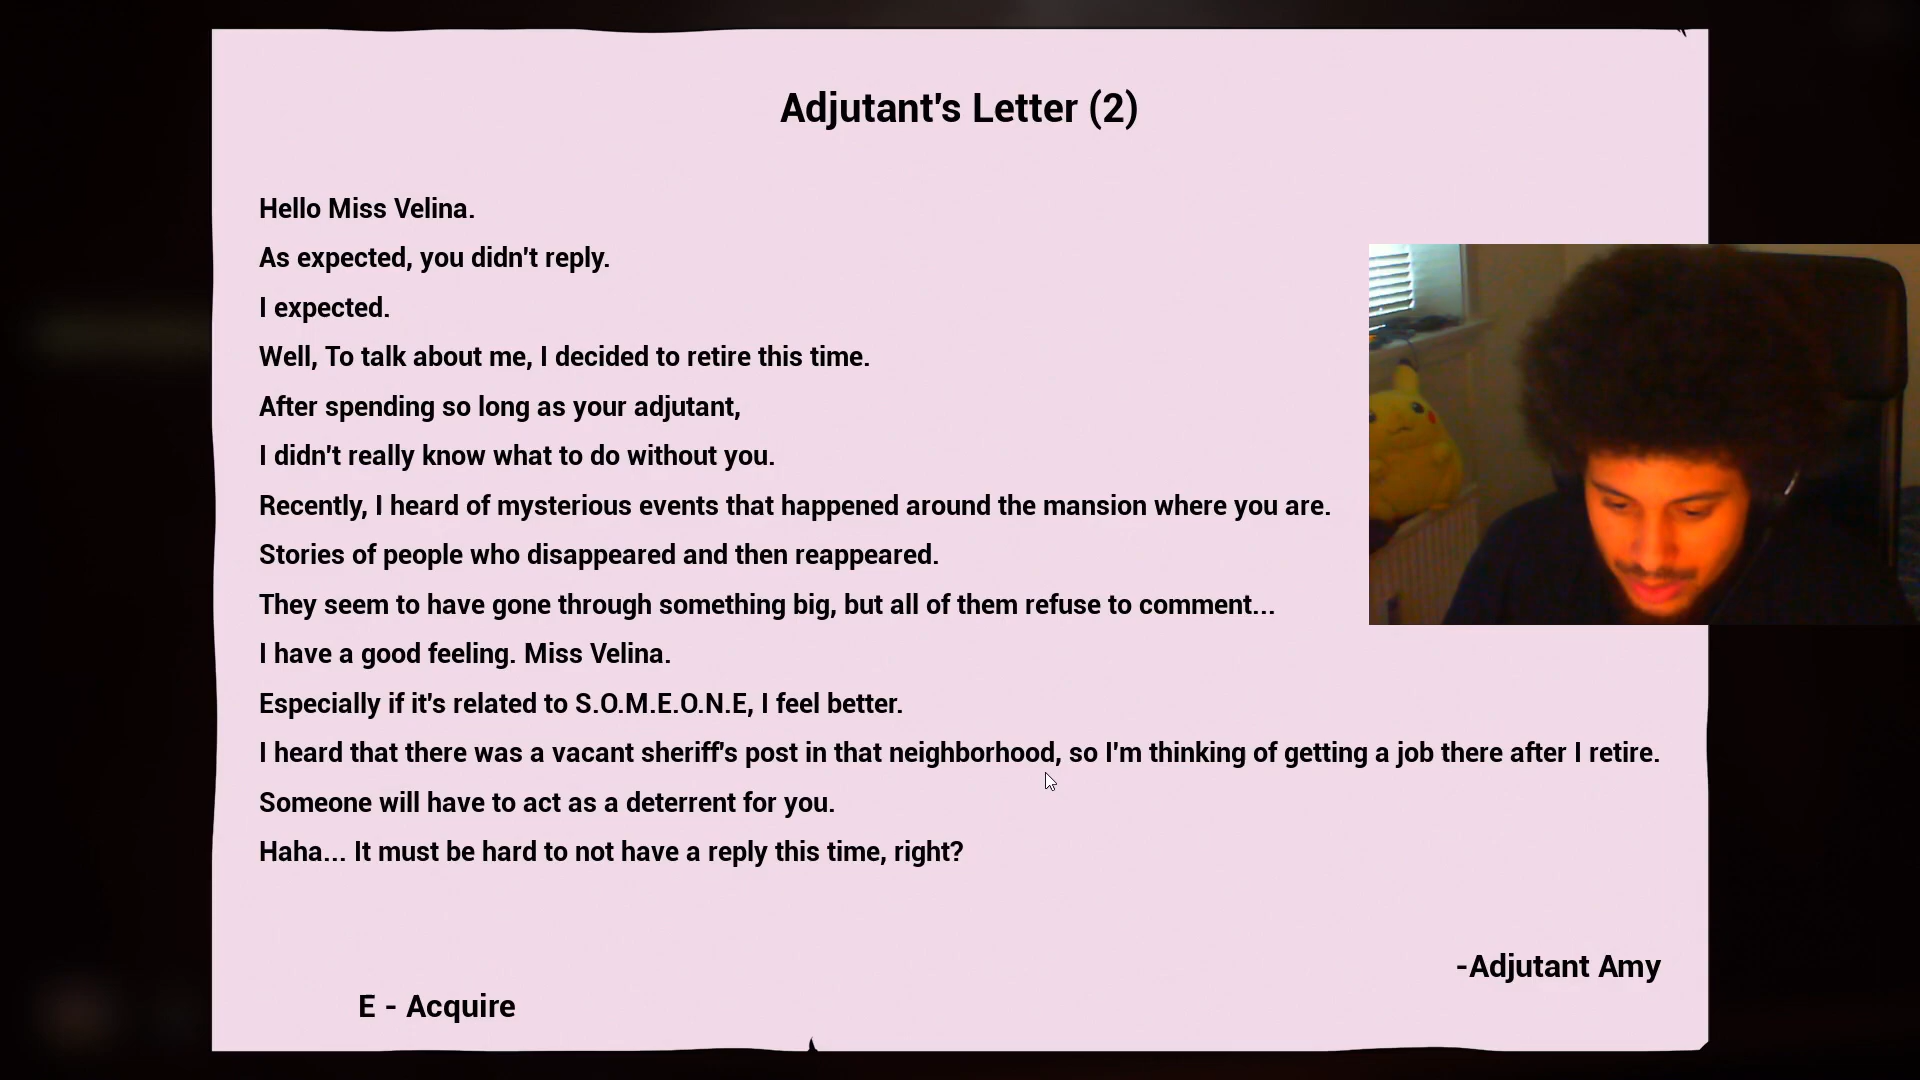 Adjutant's Letter (2)
Hello Miss Velina.
As expected, you didn't reply.
I expected.
Well, To talk about me, I decided to retire this time.
After spending so long as your adjutant,
I didn't really know what to do without you.
Recently, I heard of mysterious events that happened around the mansion where you are.
Stories of people who disappeared and then reappeared.
They seem to have gone through something big, but all of them refuse to comment...
I have a good feeling. Miss Velina.
Especially if it's related to S.O.M.E.O.N.E, I feel better.
I heard that there was a vacant sheriff's post in that neighborhood, so I'm thinking of getting a job there after I retire.
Someone will have to act as a deterrent for you.
Haha... It must be hard to not have a reply this time, right?
-Adjutant Amy
E - Acquire